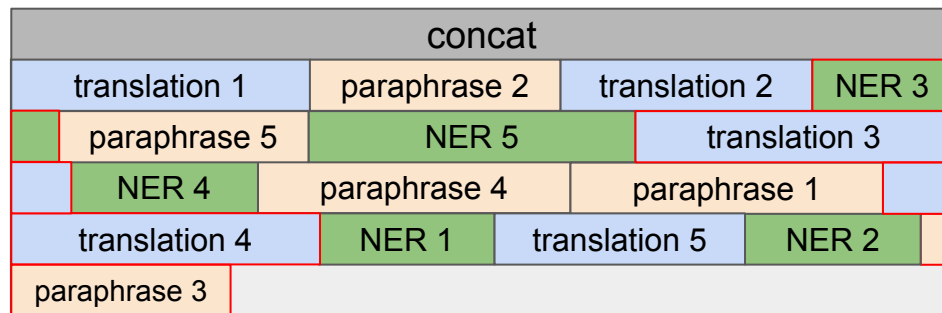 concat
translation 1 paraphrase 2 translation 2 NER 3
paraphrase 5 NER 5 translation 3
NER 4 paraphrase 4 paraphrase 1
translation 4 NER 1 translation 5 NER 2
paraphrase 3